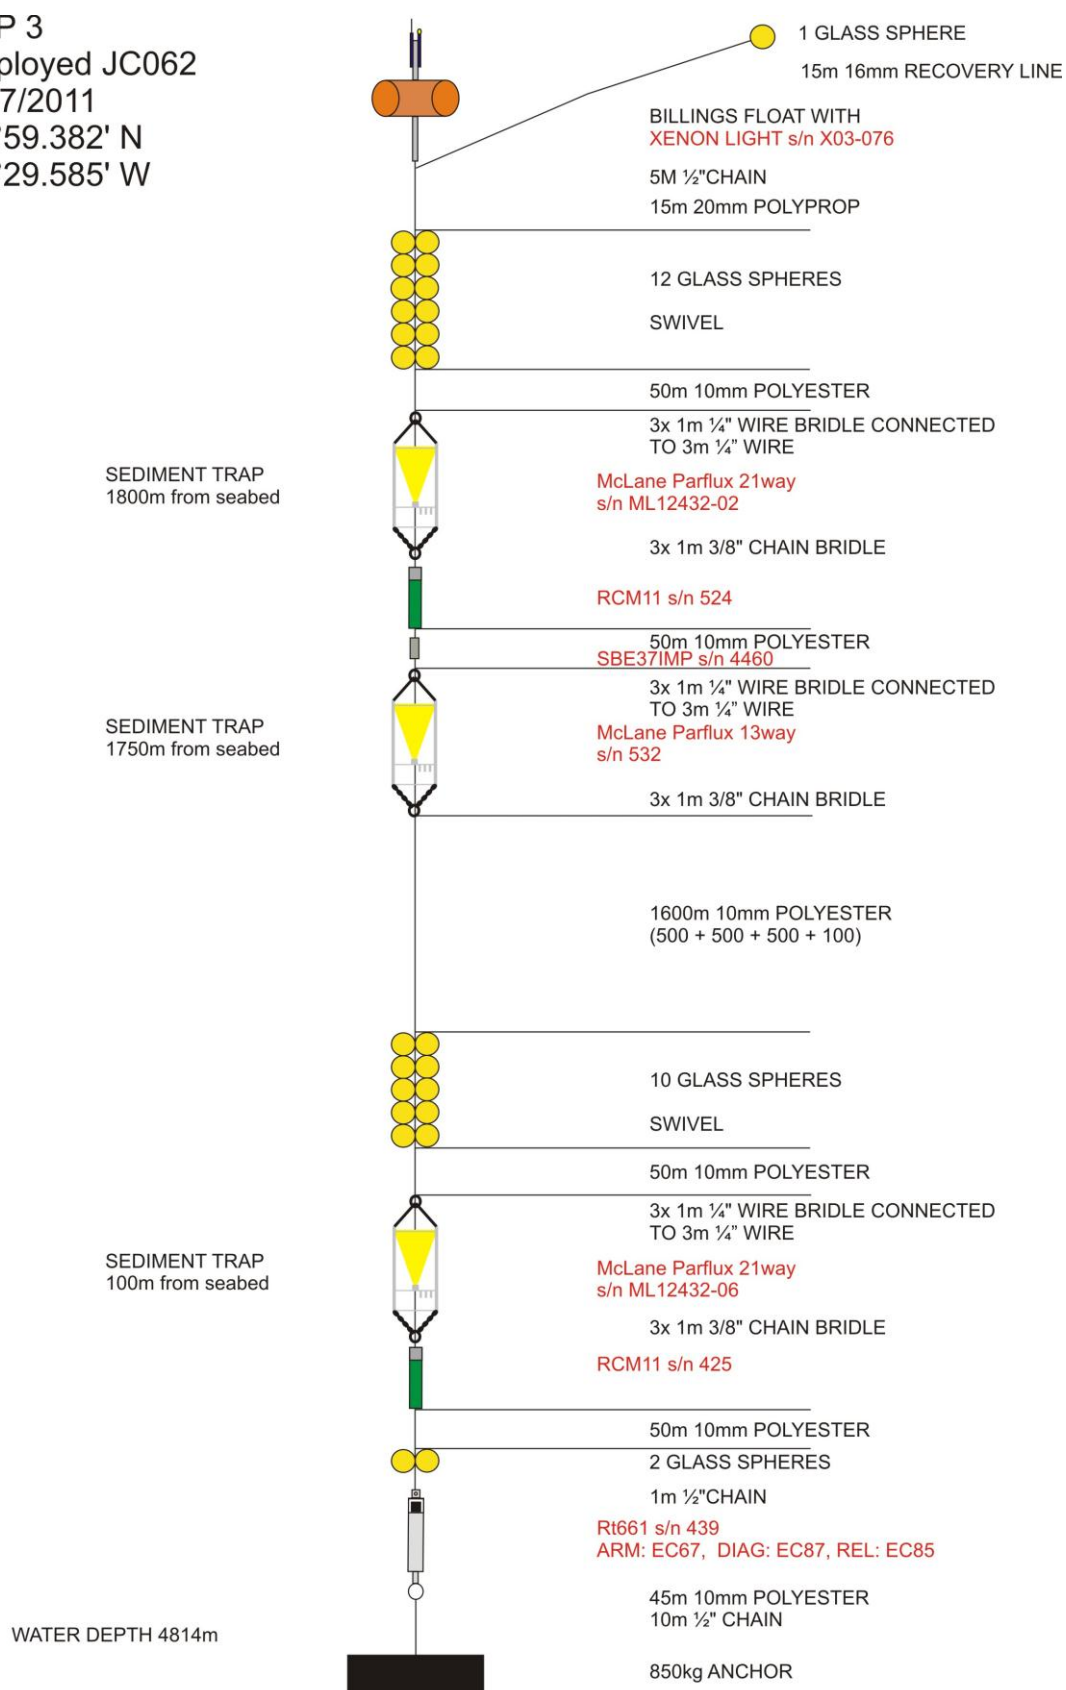 P 3
ployed JC062
7/2011
°59.382' N
°29.585' W
1 GLASS SPHERE
15m 16mm RECOVERY LINE
BILLINGS FLOAT WITH
XENON LIGHT s/n X03-076
5M ½"CHAIN
15m 20mm POLYPROP
12 GLASS SPHERES
SWIVEL
50m 10mm POLYESTER
3x 1m ¼" WIRE BRIDLE CONNECTED
TO 3m ¼" WIRE
SEDIMENT TRAP
1800m from seabed
McLane Parflux 21way
s/n ML12432-02
3x 1m 3/8" CHAIN BRIDLE
RCM11 s/n 524
50m 10mm POLYESTER
SBE37IMP s/n 4460
3x 1m ¼" WIRE BRIDLE CONNECTED
TO 3m ¼" WIRE
SEDIMENT TRAP
1750m from seabed
McLane Parflux 13way
s/n 532
3x 1m 3/8" CHAIN BRIDLE
1600m 10mm POLYESTER
(500 + 500 + 500 + 100)
10 GLASS SPHERES
SWIVEL
50m 10mm POLYESTER
3x 1m ¼" WIRE BRIDLE CONNECTED
TO 3m ¼" WIRE
SEDIMENT TRAP
100m from seabed
McLane Parflux 21way
s/n ML12432-06
3x 1m 3/8" CHAIN BRIDLE
RCM11 s/n 425
50m 10mm POLYESTER
2 GLASS SPHERES
1m ½"CHAIN
Rt661 s/n 439
ARM: EC67, DIAG: EC87, REL: EC85
45m 10mm POLYESTER
10m ½" CHAIN
WATER DEPTH 4814m
850kg ANCHOR